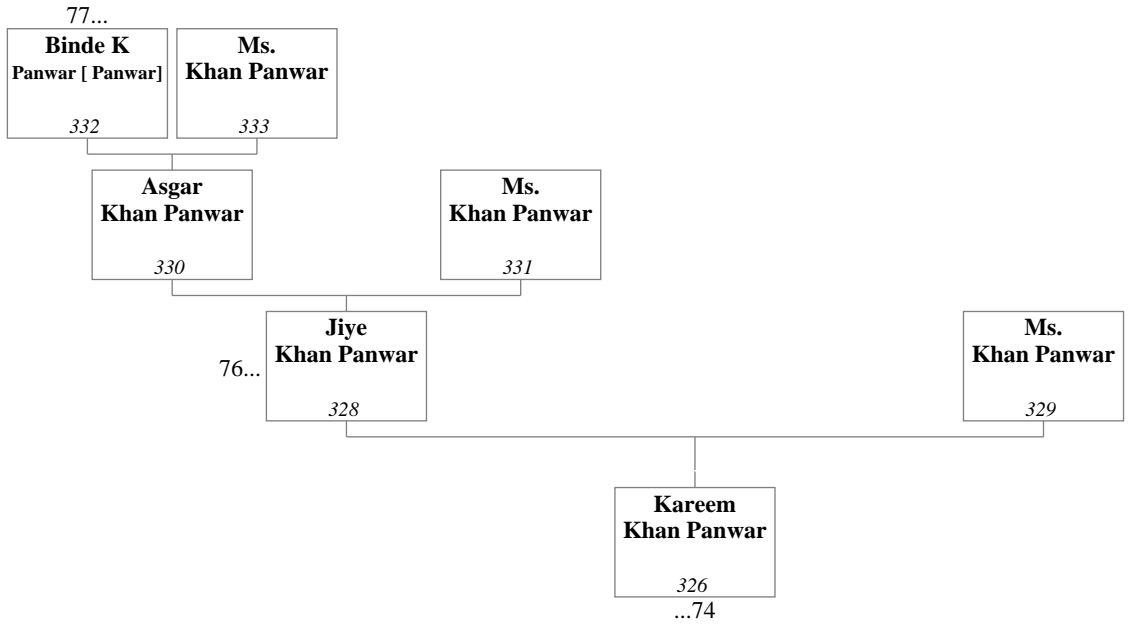 77...
Binde K
Panwar [ Panwar]
332
Ms.
Khan Panwar
333
Asgar
Khan Panwar
330
Ms.
Khan Panwar
331
76...
Jiye
Khan Panwar
328
Ms.
Khan Panwar
329
Kareem
Khan Panwar
326
...74